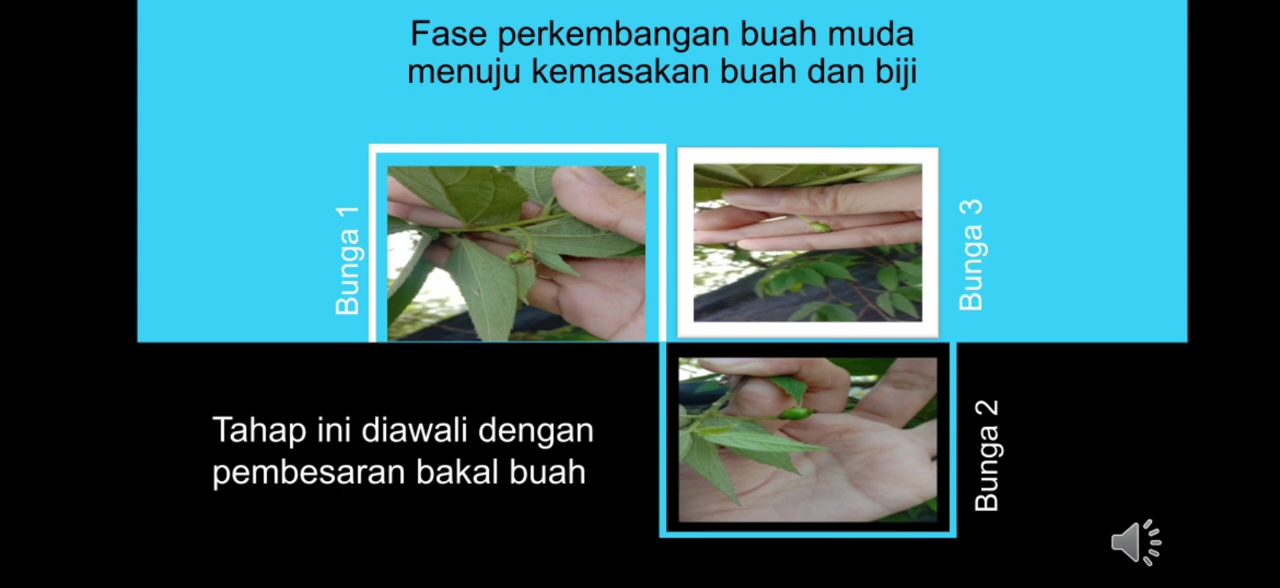 Fase perkembangan buah muda
menuju kemasakan buah dan biji
Bunga 1
Bunga 3
Tahap ini diawali dengan
pembesaran bakal buah
Bunga 2